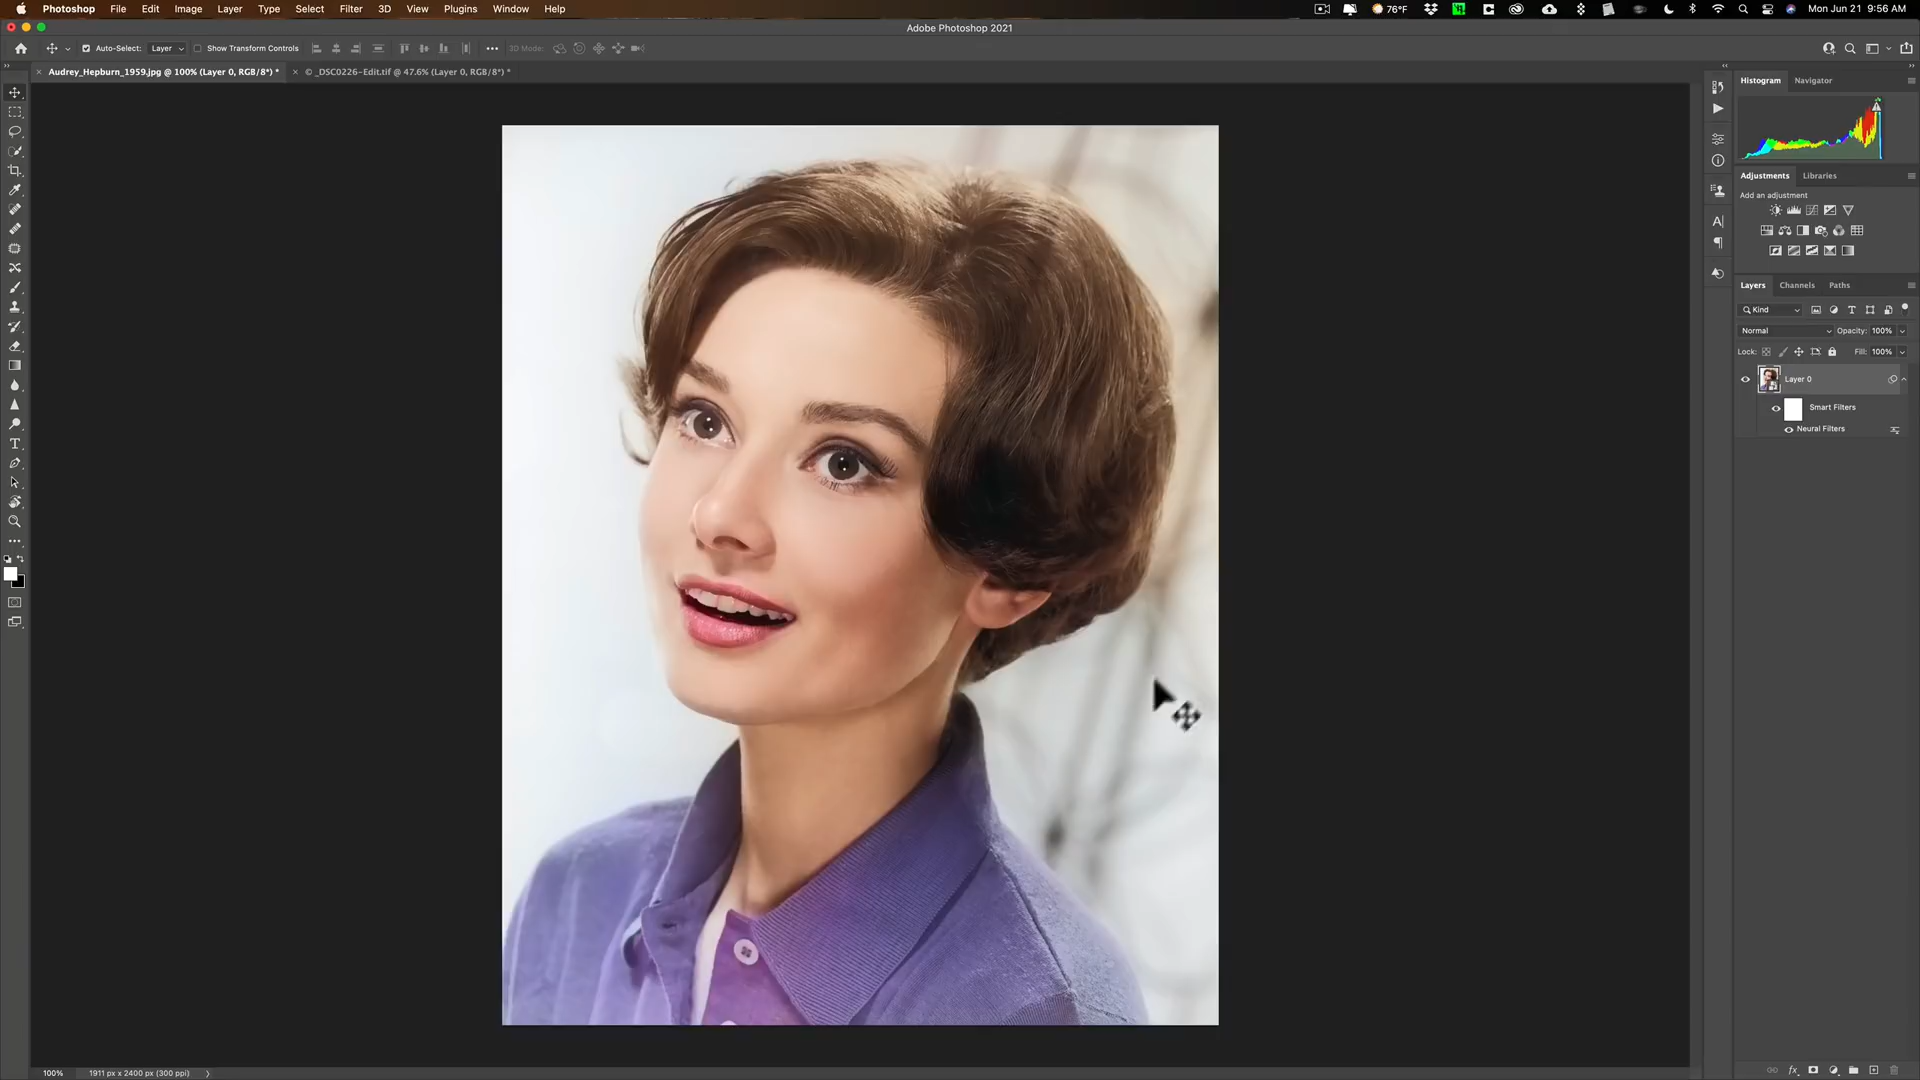 Photoshop File Edit Image Layer Type Select Filter 3D View Plugins Window Help 76°F Mon Jun 21 9:56 AM
Adobe Photoshop 2021
Auto-Select: Layer Show Transform Controls 3D Mode:
Audrey_Hepburn_1959.jpg @ 100% (Layer 0, RGB/8*) * © _DSC0226-Edit.tif @ 47.6% (Layer 0, RGB/8*) *
Histogram Navigator
Adjustments Libraries
Add an adjustment
Layers Channels Paths
Kind
Normal Opacity: 100%
Lock: Fill: 100%
Layer 0
Smart Filters
Neural Filters
100% 1911 px x 2400 px (300 ppi)